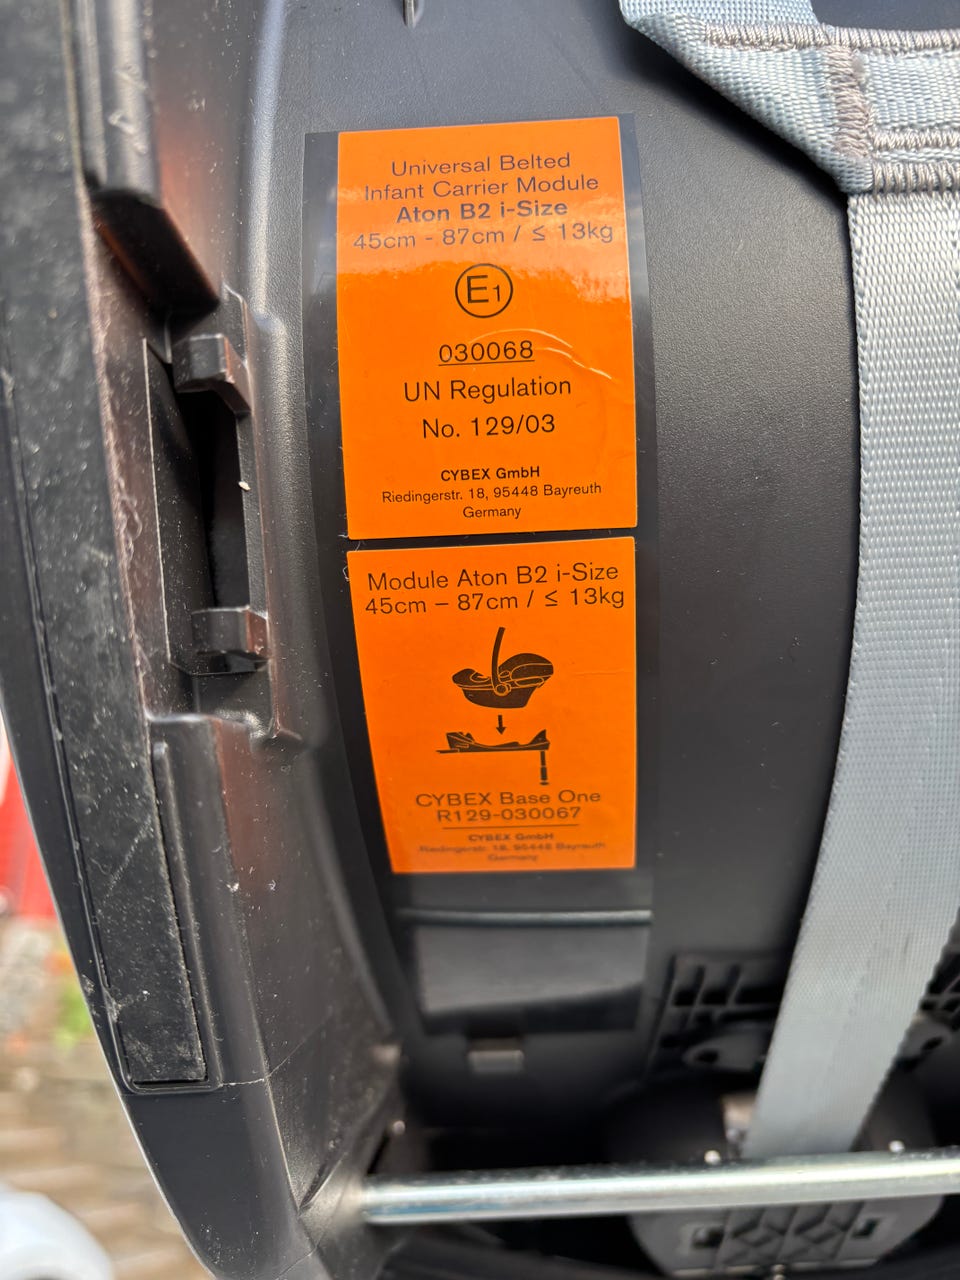 Universal Belted
Infant Carrier Module
Aton B2 i-Size
45cm - 87cm / ≤ 13kg
E1
030068
UN Regulation
No. 129/03
CYBEX GmbH
Riedingerstr. 18, 95448 Bayreuth
Germany
Module Aton B2 i-Size
45cm – 87cm / ≤ 13kg
CYBEX Base One
R129-030067
CYBEX GmbH
Riedingerstr. 18, 95448 Bayreuth
Germany